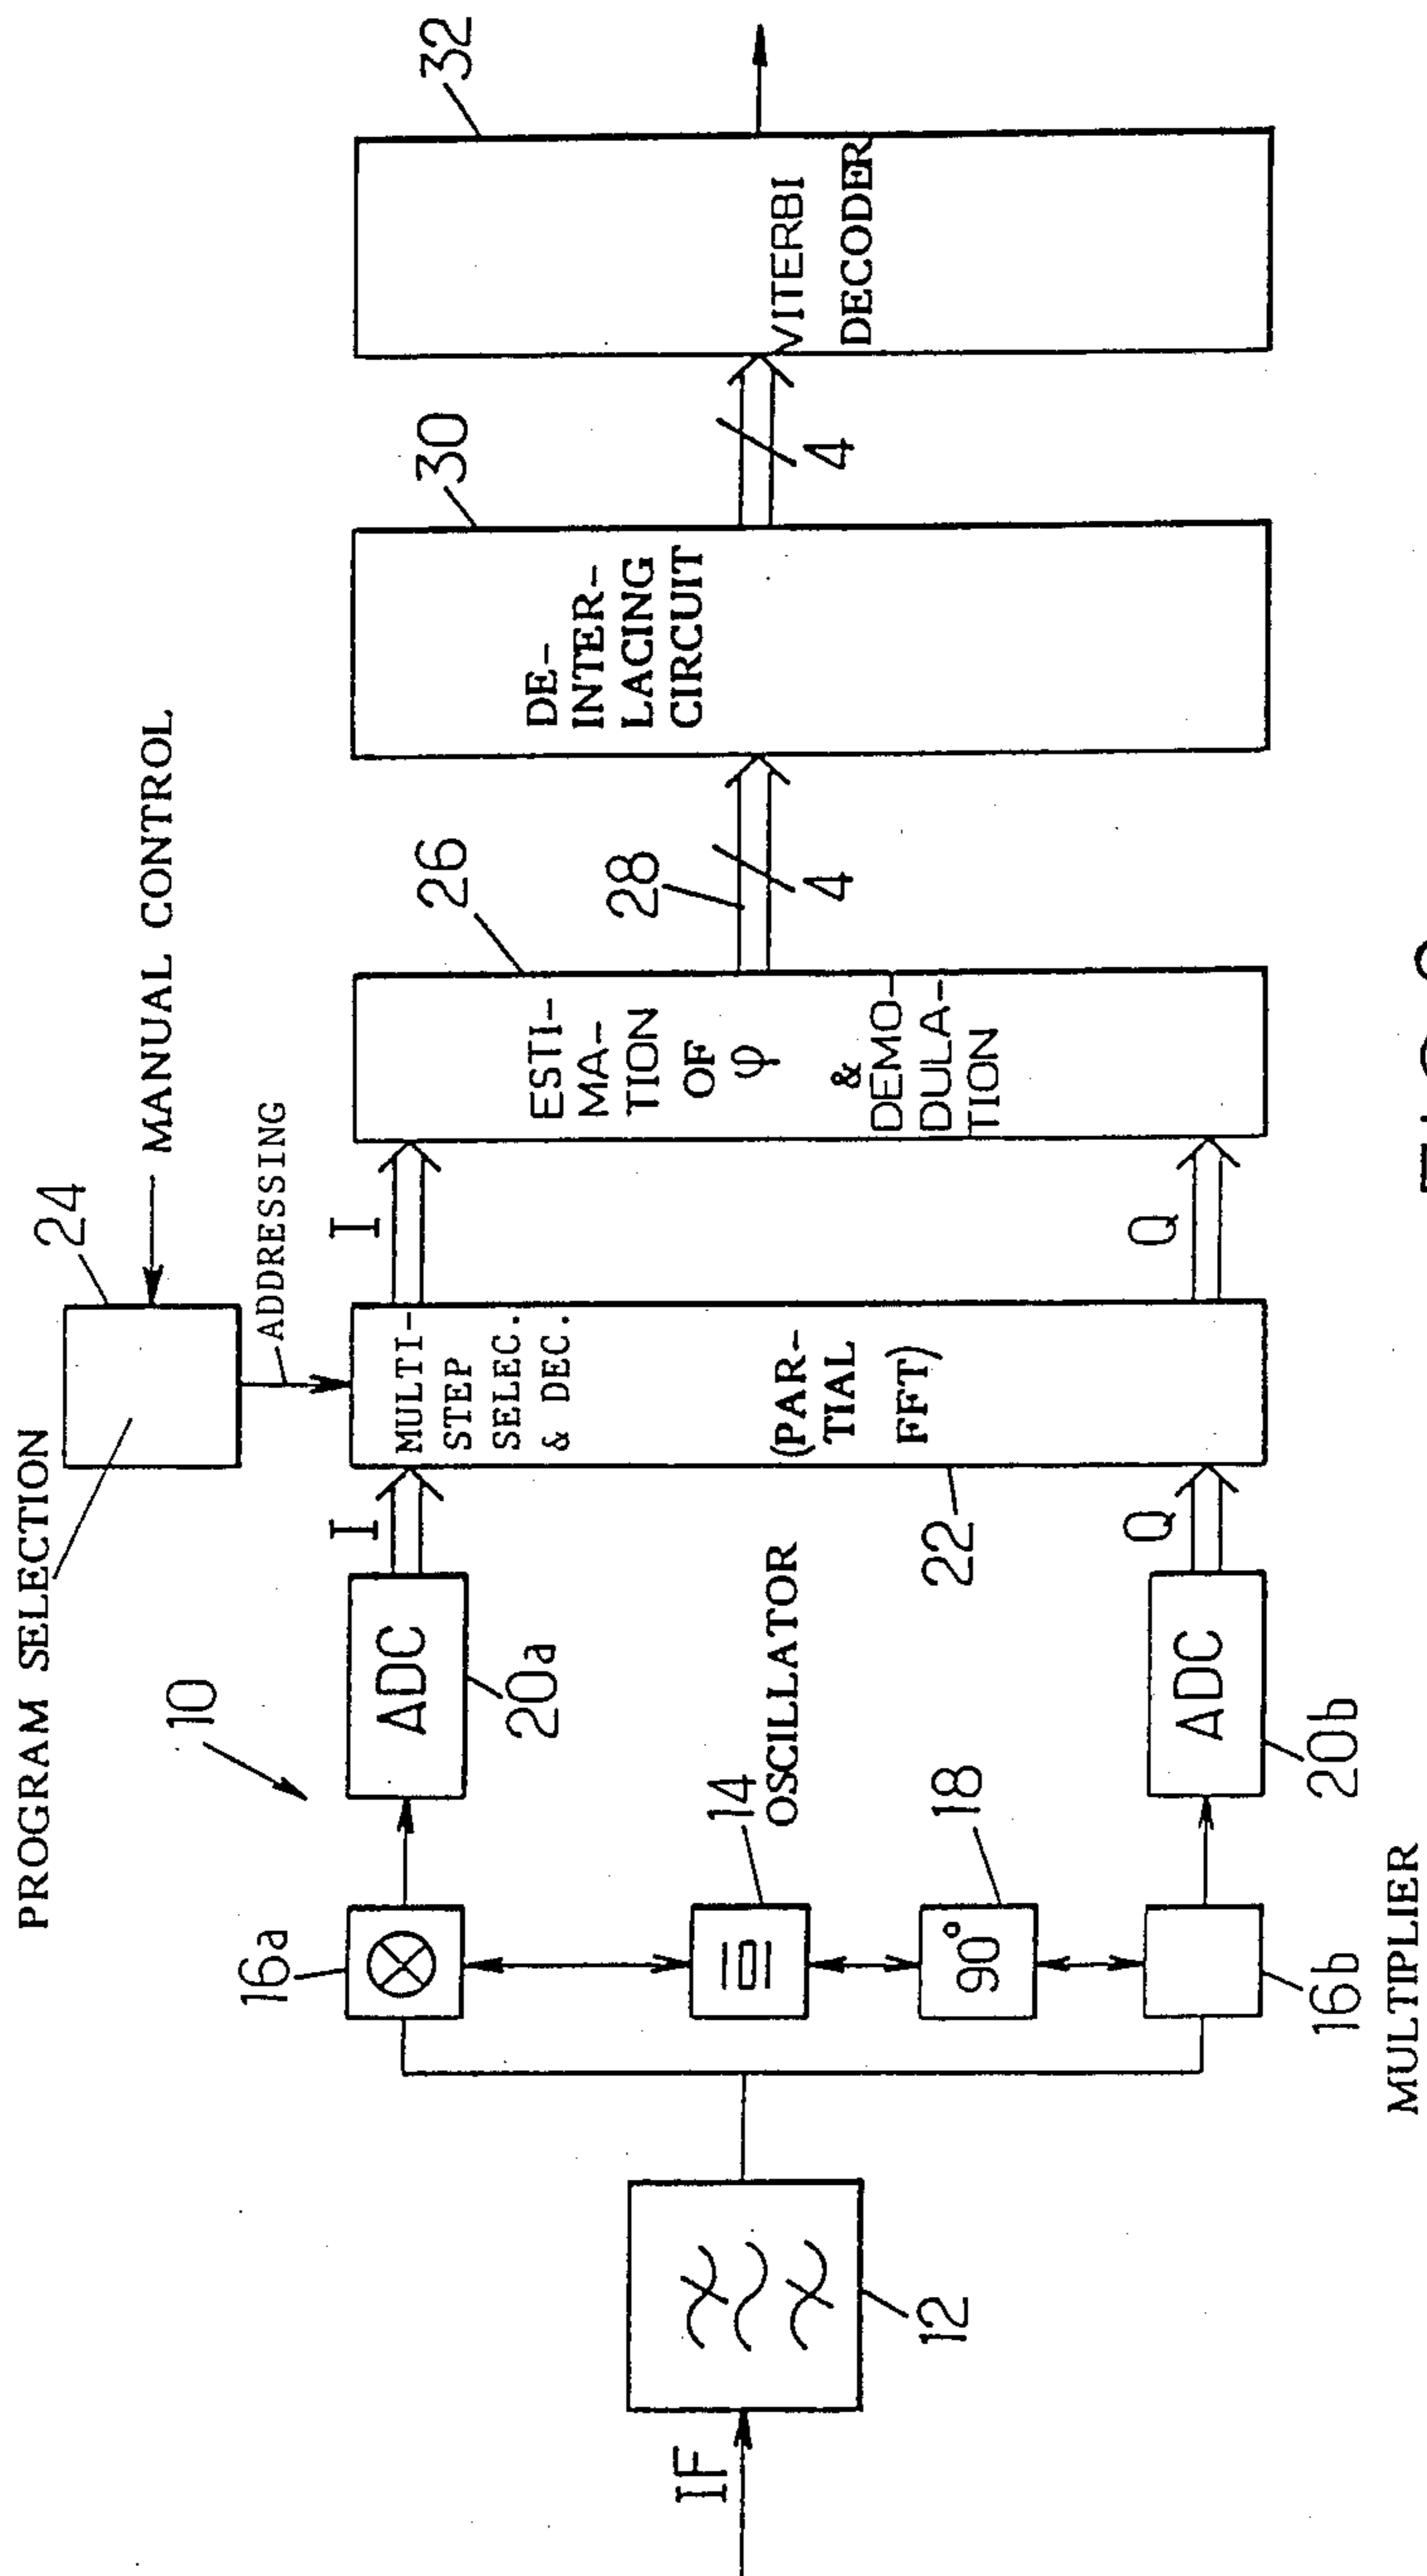 PROGRAM SELECTION
24
MANUAL CONTROL
ADDRESSING
10
16a
ADC
20a
I
MULTI-
STEP
SELEC.
& DEC.
(PAR-
TIAL
FFT)
22
I
26
ESTI-
MA-
TION
OF
φ
&
DEMO-
DULA-
TION
28
4
30
DE-
INTER-
LACING
CIRCUIT
4
32
VITERBI
DECODER
IF
12
14
OSCILLATOR
18
90°
16b
MULTIPLIER
ADC
20b
Q
Q